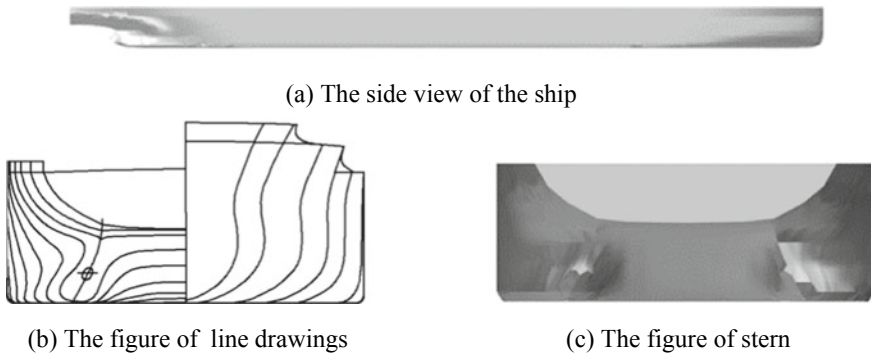 (a) The side view of the ship
(b) The figure of line drawings
(c) The figure of stern